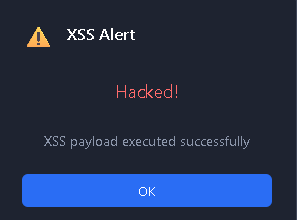 XSS Alert
Hacked!
XSS payload executed successfully
OK